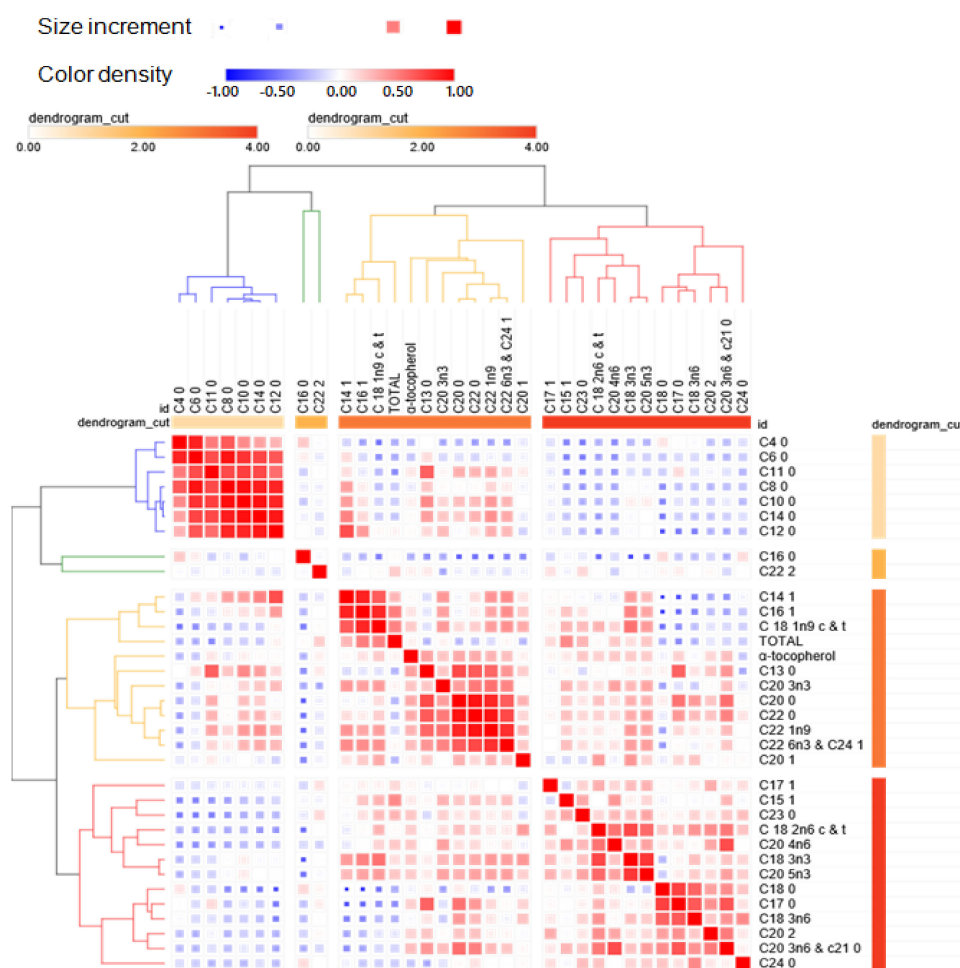 Size increment
Color density
-1.00 -0.50 0.00 0.50 1.00
dendrogram_cut dendrogram_cut
0.00 2.00 4.00 0.00 2.00 4.00
C4 0
C6 0
C11 0
C8 0
C10 0
C14 0
C12 0
C16 0
C22 2
C14 1
C16 1
C 18 1n9 c & t
TOTAL
α-tocopherol
C13 0
C20 3n3
C20 0
C22 0
C22 1n9
C22 6n3 & C24 1
C20 1
C17 1
C15 1
C23 0
C 18 2n6 c & t
C20 4n6
C18 3n3
C20 5n3
C18 0
C17 0
C18 3n6
C20 2
C20 3n6 & c21 0
C24 0
id
dendrogram_cut
id dendrogram_cu
C4 0
C6 0
C11 0
C8 0
C10 0
C14 0
C12 0
C16 0
C22 2
C14 1
C16 1
C 18 1n9 c & t
TOTAL
α-tocopherol
C13 0
C20 3n3
C20 0
C22 0
C22 1n9
C22 6n3 & C24 1
C20 1
C17 1
C15 1
C23 0
C 18 2n6 c & t
C20 4n6
C18 3n3
C20 5n3
C18 0
C17 0
C18 3n6
C20 2
C20 3n6 & c21 0
C24 0